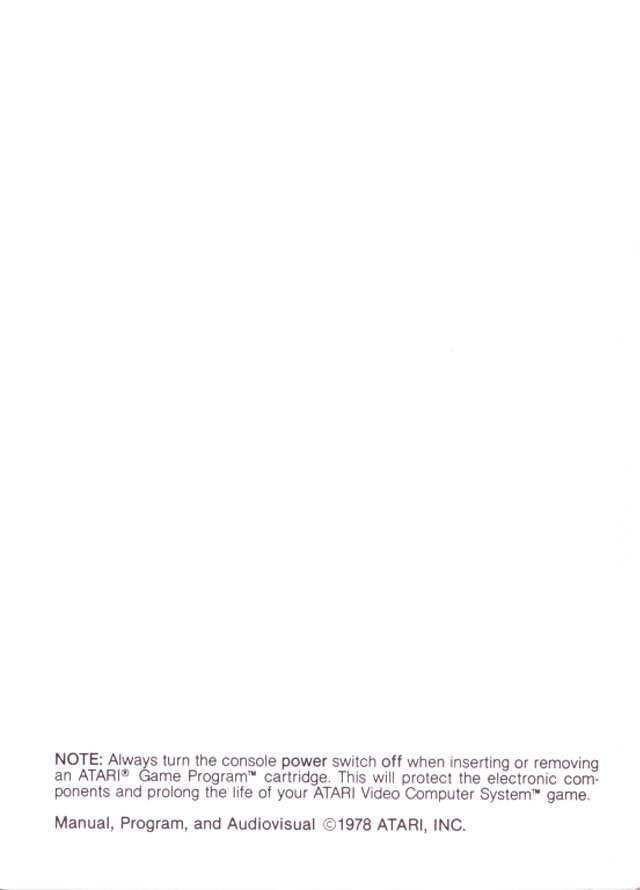 NOTE: Always turn the console power switch off when inserting or removing
an ATARI® Game Program™ cartridge. This will protect the electronic com-
ponents and prolong the life of your ATARI Video Computer System™ game.
Manual, Program, and Audiovisual ©1978 ATARI, INC.